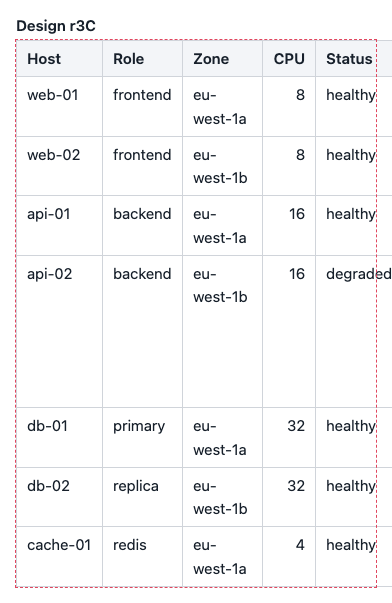 Design r3C
Host Role Zone CPU Status
web-01 frontend eu- 8 healthy
west-1a
web-02 frontend eu- 8 healthy
west-1b
api-01 backend eu- 16 healthy
west-1a
api-02 backend eu- 16 degraded
west-1b
db-01 primary eu- 32 healthy
west-1a
db-02 replica eu- 32 healthy
west-1b
cache-01 redis eu- 4 healthy
west-1a